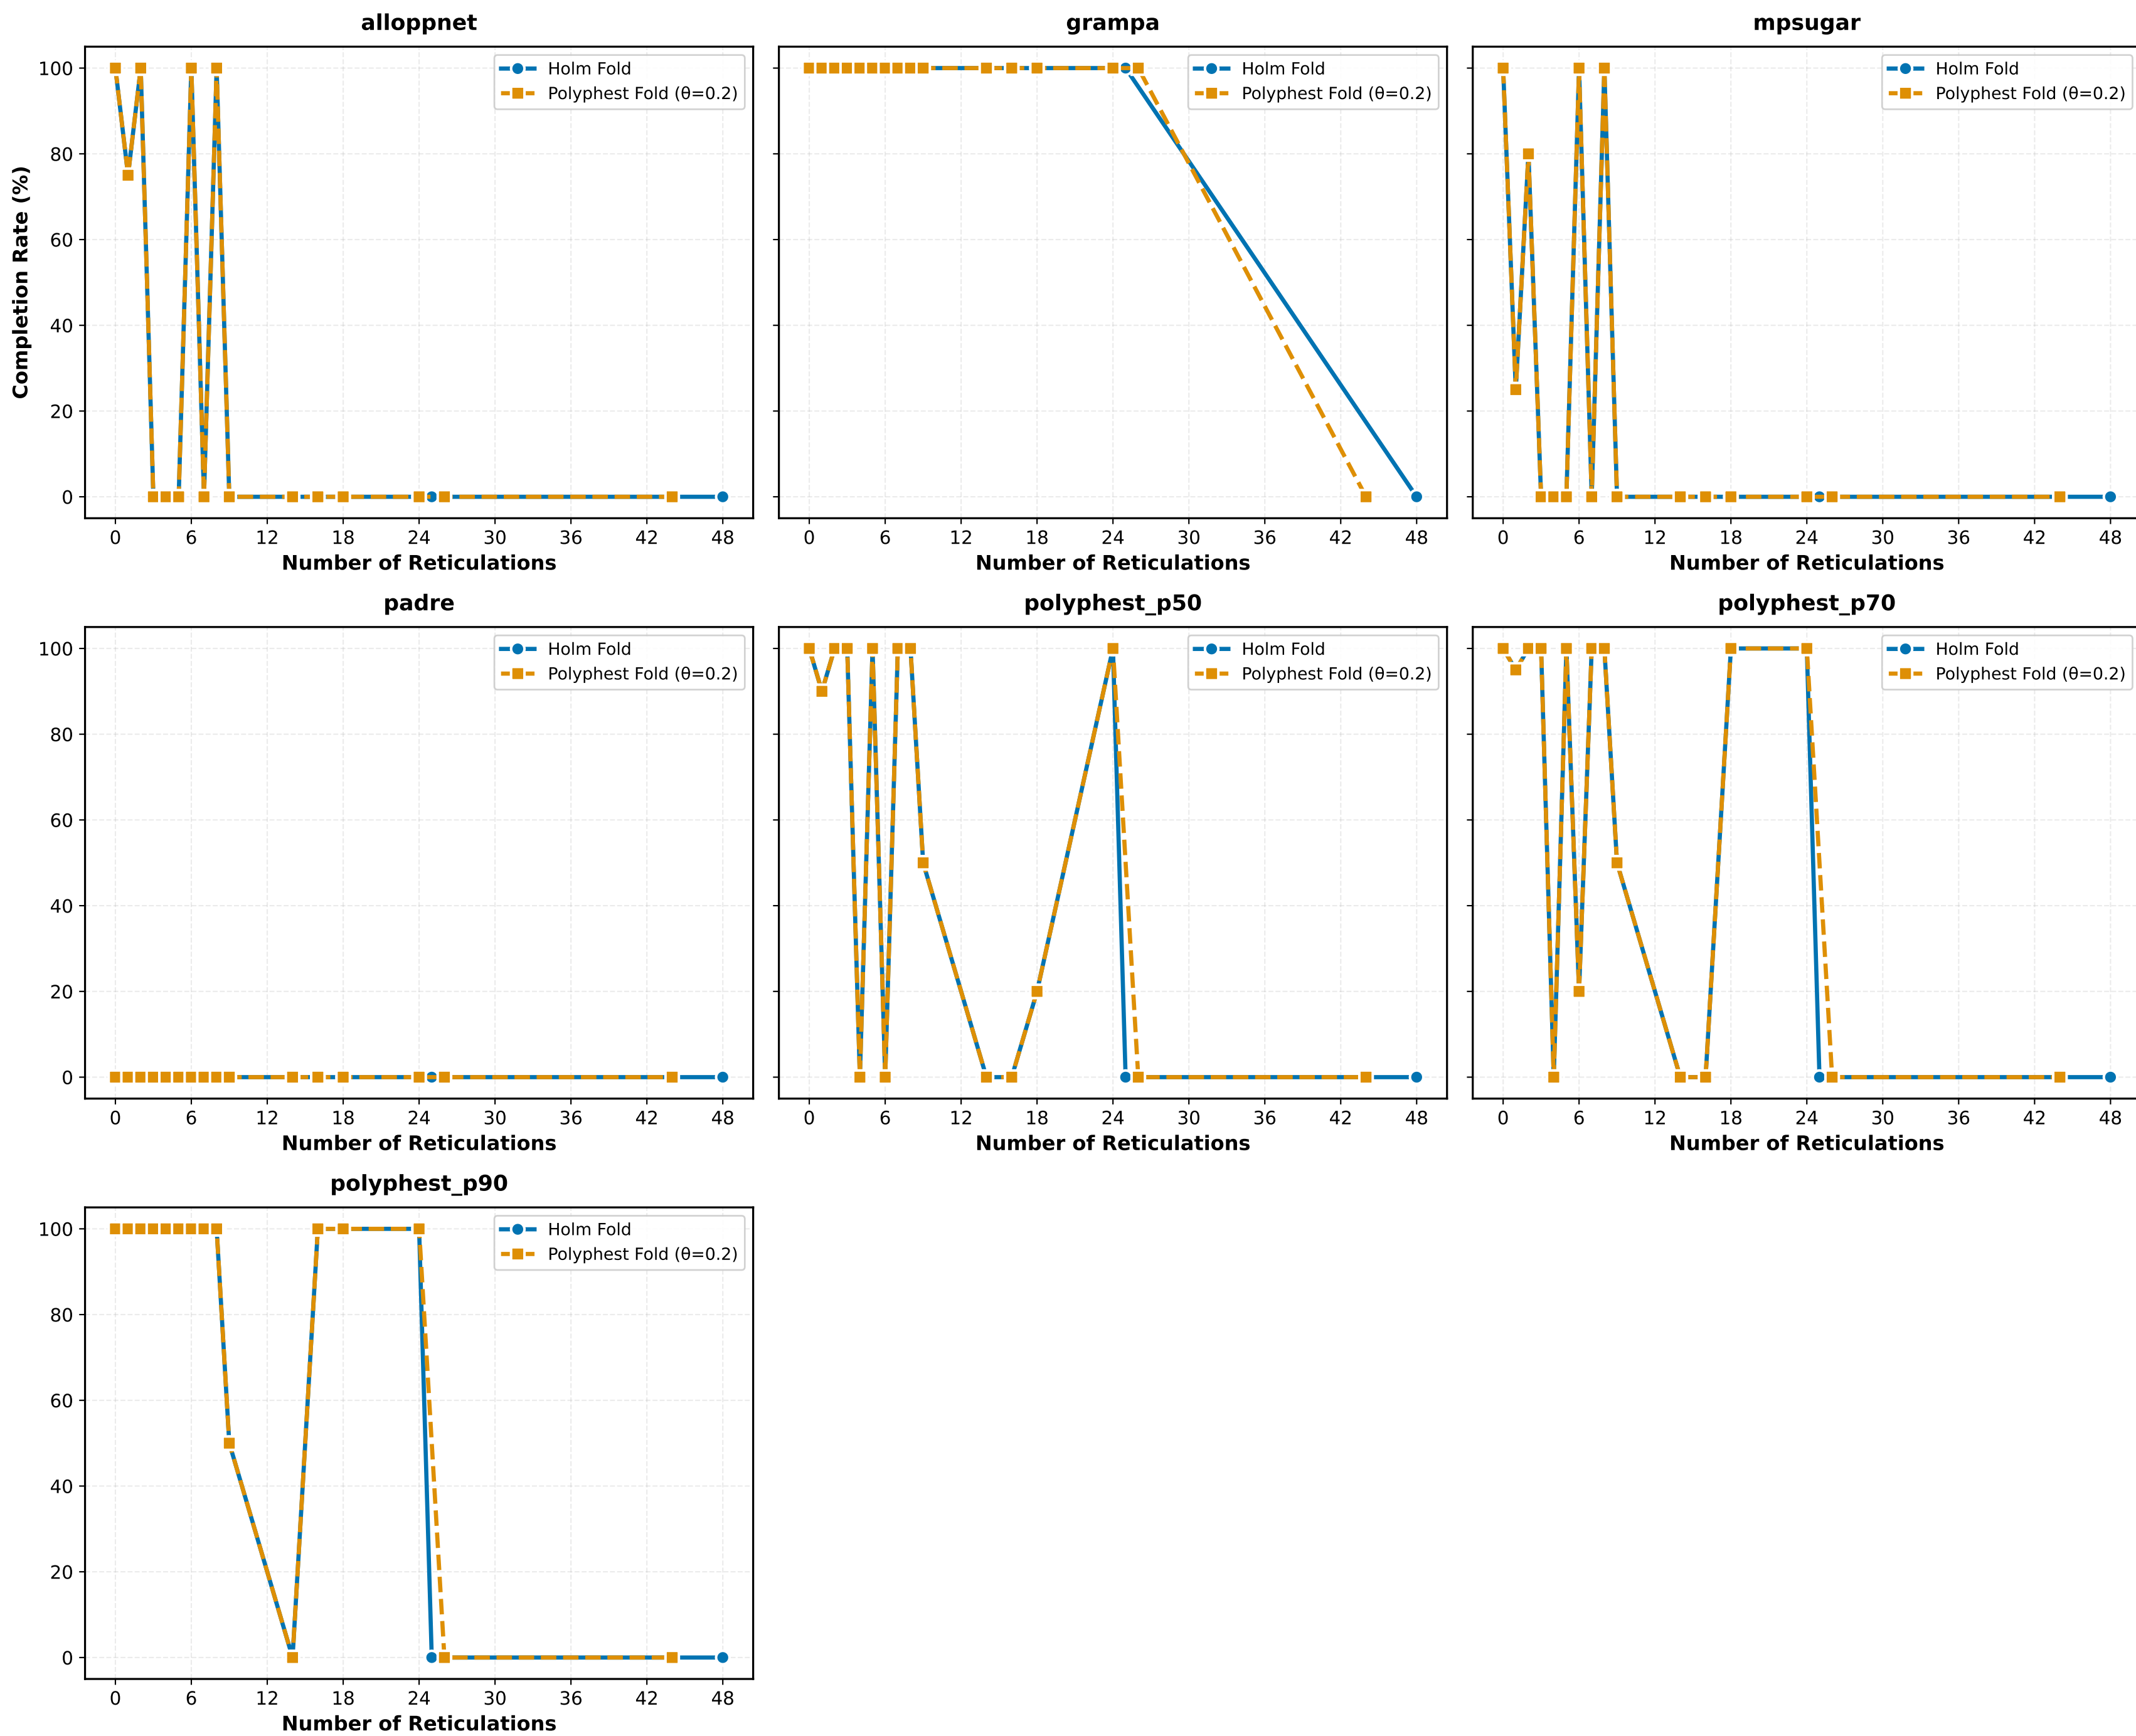 alloppnet
grampa
mpsugar
Completion Rate (%)
100
80
60
40
20
0
Holm Fold
Polyphest Fold (θ=0.2)
Holm Fold
Polyphest Fold (θ=0.2)
Holm Fold
Polyphest Fold (θ=0.2)
0 6 12 18 24 30 36 42 48
0 6 12 18 24 30 36 42 48
0 6 12 18 24 30 36 42 48
Number of Reticulations
Number of Reticulations
Number of Reticulations
padre
polyphest_p50
polyphest_p70
100
80
60
40
20
0
Holm Fold
Polyphest Fold (θ=0.2)
Holm Fold
Polyphest Fold (θ=0.2)
Holm Fold
Polyphest Fold (θ=0.2)
0 6 12 18 24 30 36 42 48
0 6 12 18 24 30 36 42 48
0 6 12 18 24 30 36 42 48
Number of Reticulations
Number of Reticulations
Number of Reticulations
polyphest_p90
100
80
60
40
20
0
Holm Fold
Polyphest Fold (θ=0.2)
0 6 12 18 24 30 36 42 48
Number of Reticulations